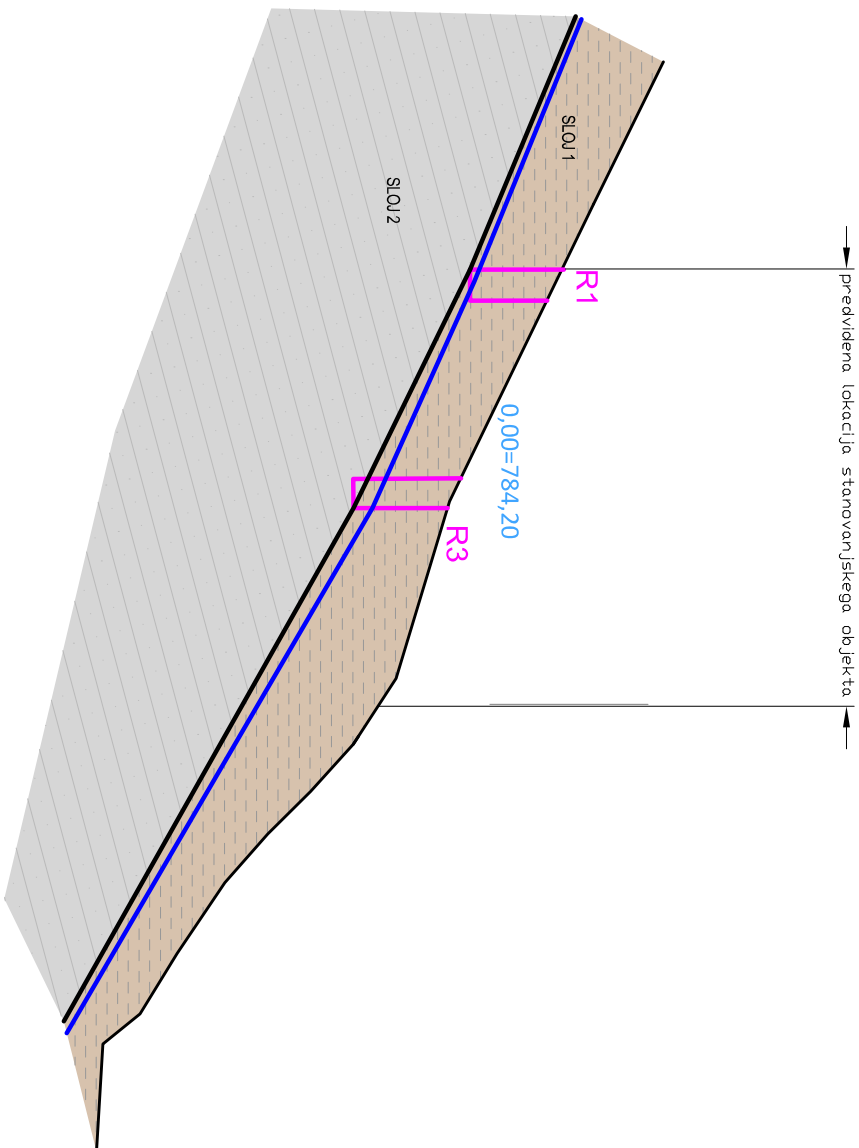 predvidena lokacija stanovanjskega objekta
R1
SLOJ 1
0,00=784,20
R3
SLOJ 2